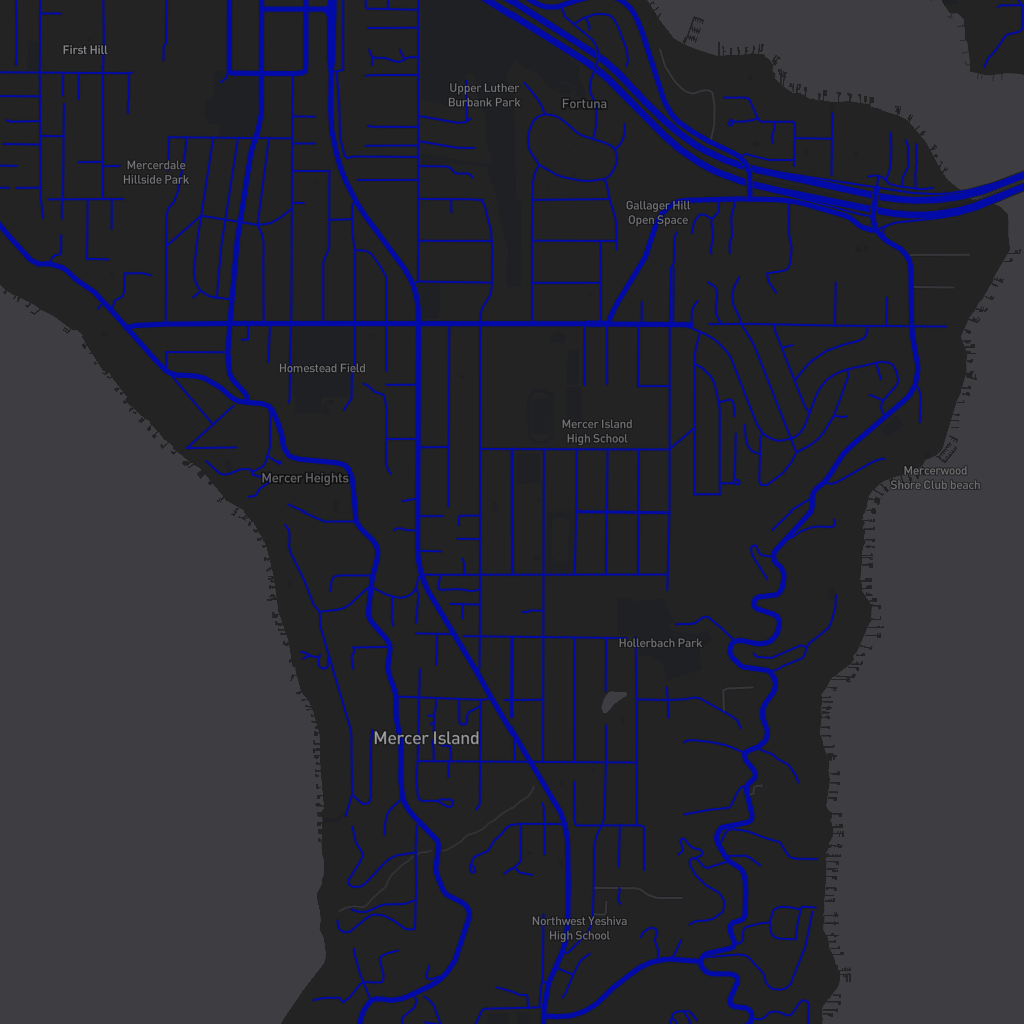 First Hill
Upper Luther
Burbank Park
Fortuna
Mercerdale
Hillside Park
Gallager Hill
Open Space
Homestead Field
Mercer Island
High School
Mercer Heights
Mercerwood
Shore Club beach
Hollerbach Park
Mercer Island
Northwest Yeshiva
High School